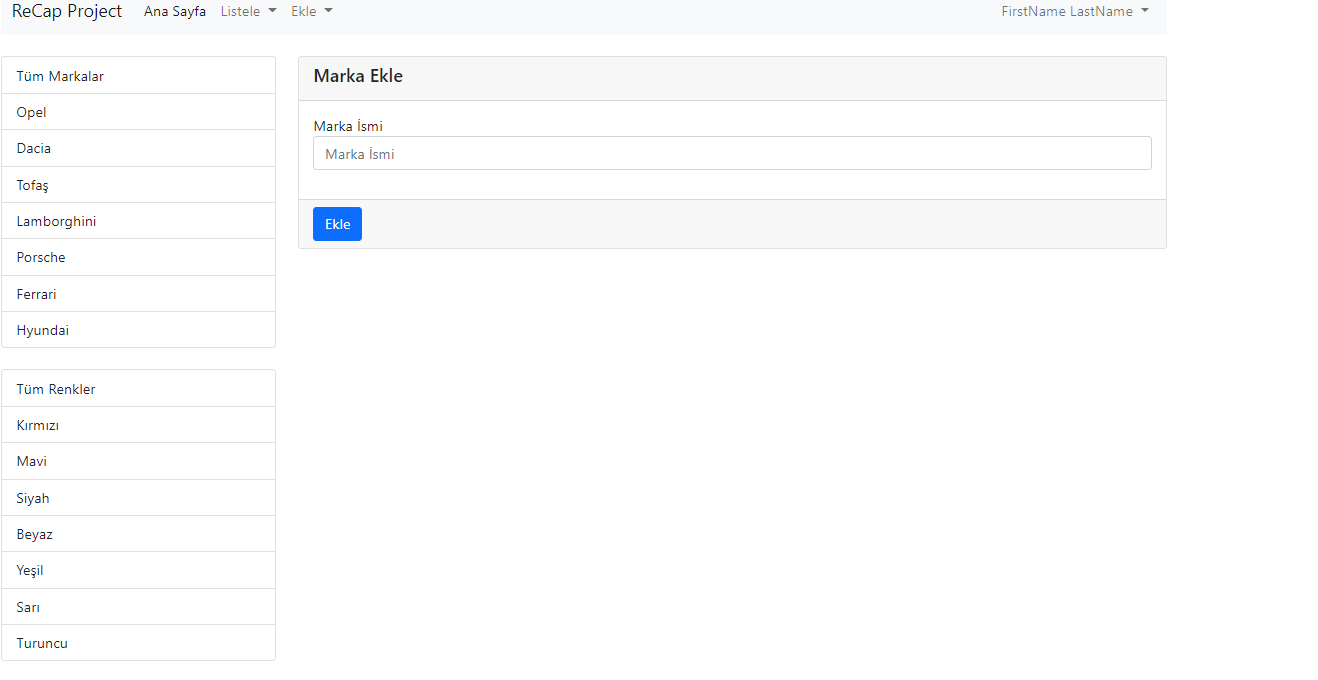 ReCap Project Ana Sayfa Listele Ekle FirstName LastName
Tüm Markalar
Opel
Dacia
Tofaş
Lamborghini
Porsche
Ferrari
Hyundai
Tüm Renkler
Kırmızı
Mavi
Siyah
Beyaz
Yeşil
Sarı
Turuncu
Marka Ekle
Marka İsmi
Marka İsmi
Ekle